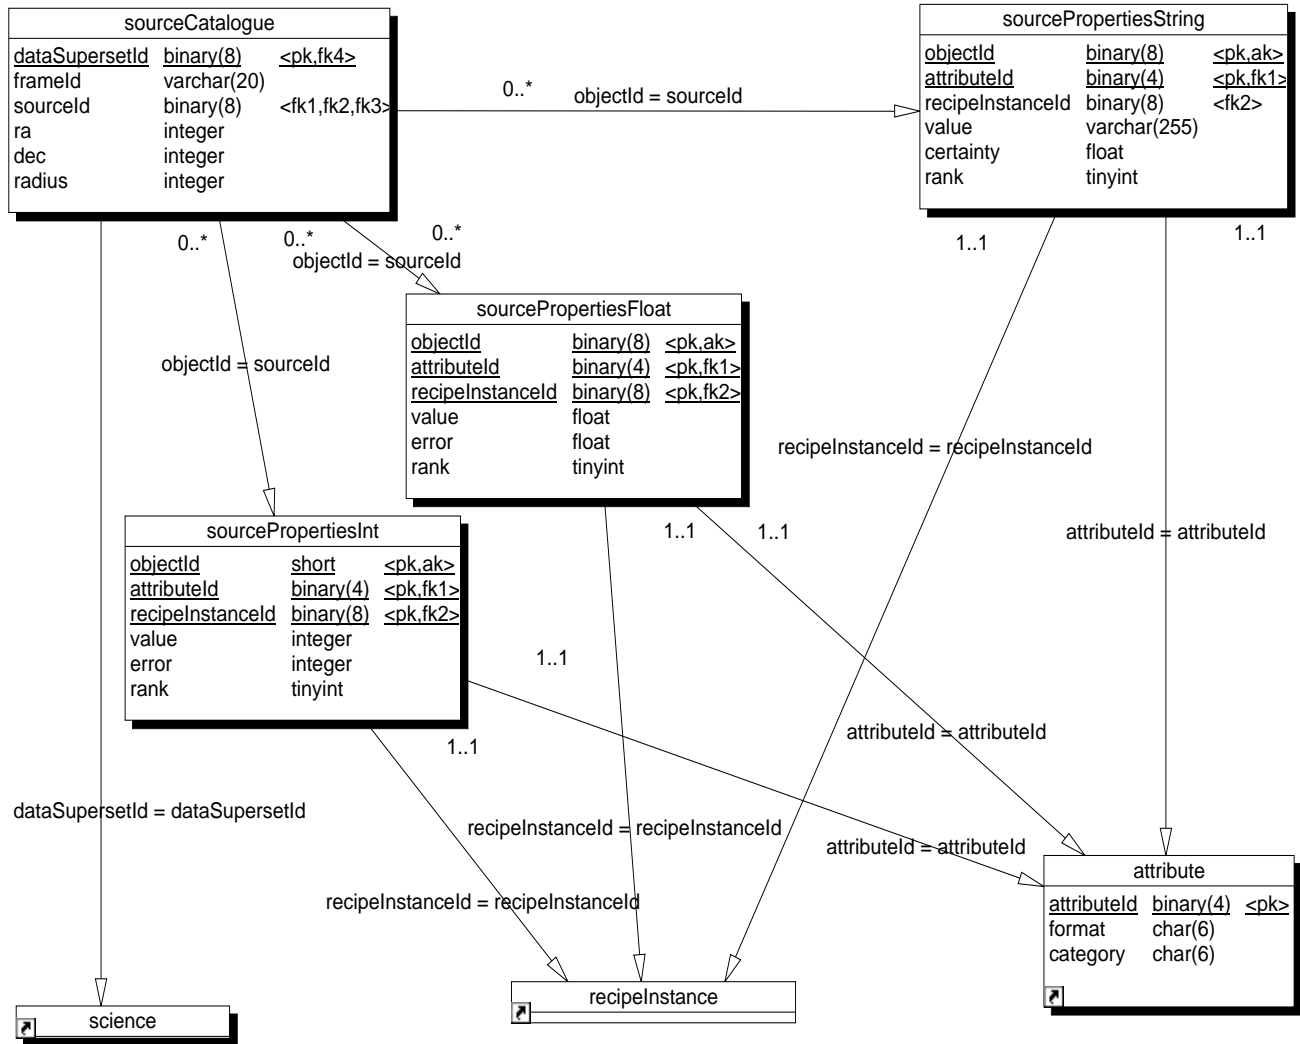 sourceCatalogue
dataSupersetId binary(8) <pk,fk4>
frameId varchar(20)
sourceId binary(8) <fk1,fk2,fk3>
ra integer
dec integer
radius integer
sourcePropertiesString
objectId binary(8) <pk,ak>
attributeId binary(4) <pk,fk1>
recipeInstanceId binary(8) <fk2>
value varchar(255)
certainty float
rank tinyint
0..*
objectId = sourceId
0..*
0..*
0..*
objectId = sourceId
1..1
1..1
sourcePropertiesFloat
objectId binary(8) <pk,ak>
attributeId binary(4) <pk,fk1>
recipeInstanceId binary(8) <pk,fk2>
value float
error float
rank tinyint
objectId = sourceId
recipeInstanceId = recipeInstanceId
sourcePropertiesInt
objectId short <pk,ak>
attributeId binary(4) <pk,fk1>
recipeInstanceId binary(8) <pk,fk2>
value integer
error integer
rank tinyint
1..1
1..1
attributeId = attributeId
1..1
1..1
attributeId = attributeId
dataSupersetId = dataSupersetId
recipeInstanceId = recipeInstanceId
attributeId = attributeId
recipeInstanceId = recipeInstanceId
attribute
attributeId binary(4) <pk>
format char(6)
category char(6)
recipeInstance
science